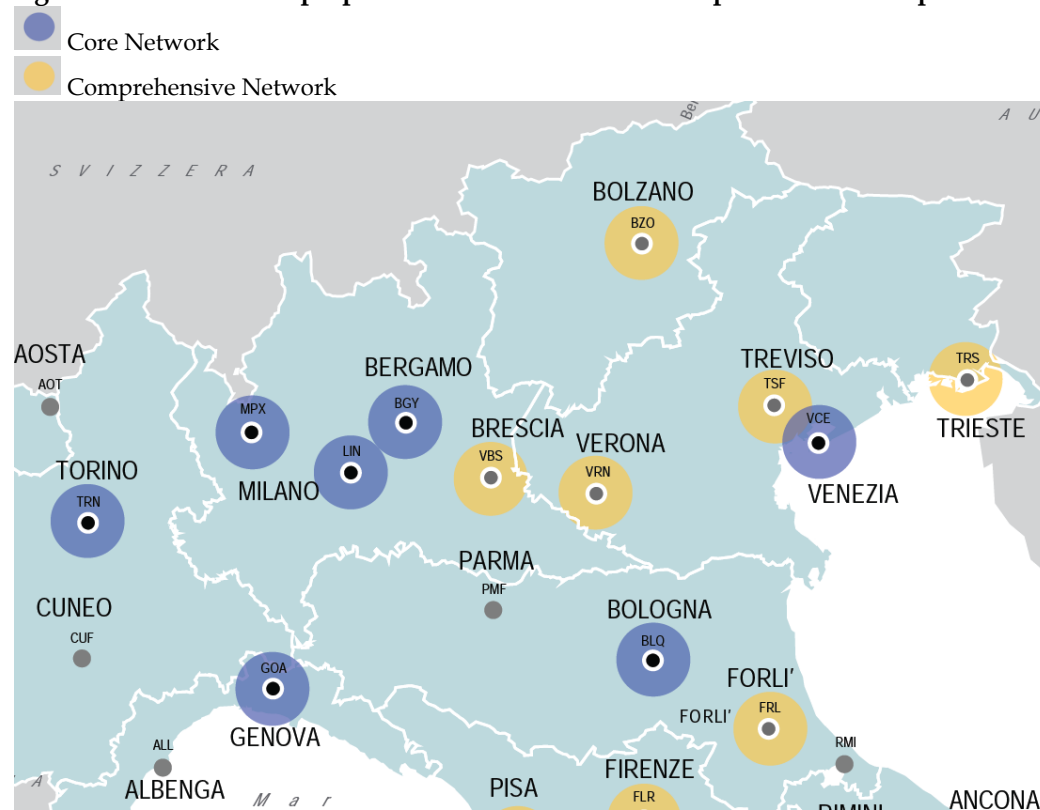 Core Network
Comprehensive Network
A U
S V I Z Z E R A
BOLZANO
BZO
AOSTA
AOT
BERGAMO
BGY
TREVISO
TSF
TRS
TRIESTE
MPX
LIN
MILANO
BRESCIA
VBS
VERONA
VRN
VCE
VENEZIA
TORINO
TRN
PARMA
PMF
CUNEO
CUF
BOLOGNA
BLQ
GOA
GENOVA
FORLI'
FRL
FORLI'
RMI
ALL
ALBENGA
A
M a r
PISA
FIRENZE
FLR
RIMINI
ANCONA